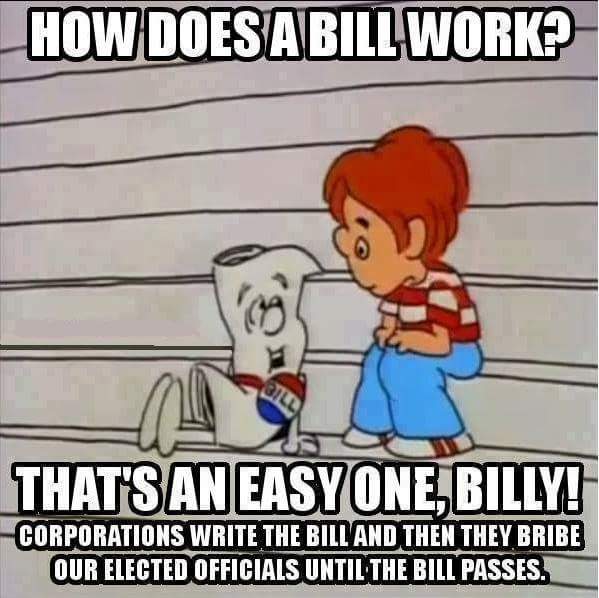 HOW DOES A BILL WORK?
BILL
THAT'S AN EASY ONE, BILLY!
CORPORATIONS WRITE THE BILL AND THEN THEY BRIBE
OUR ELECTED OFFICIALS UNTIL THE BILL PASSES.